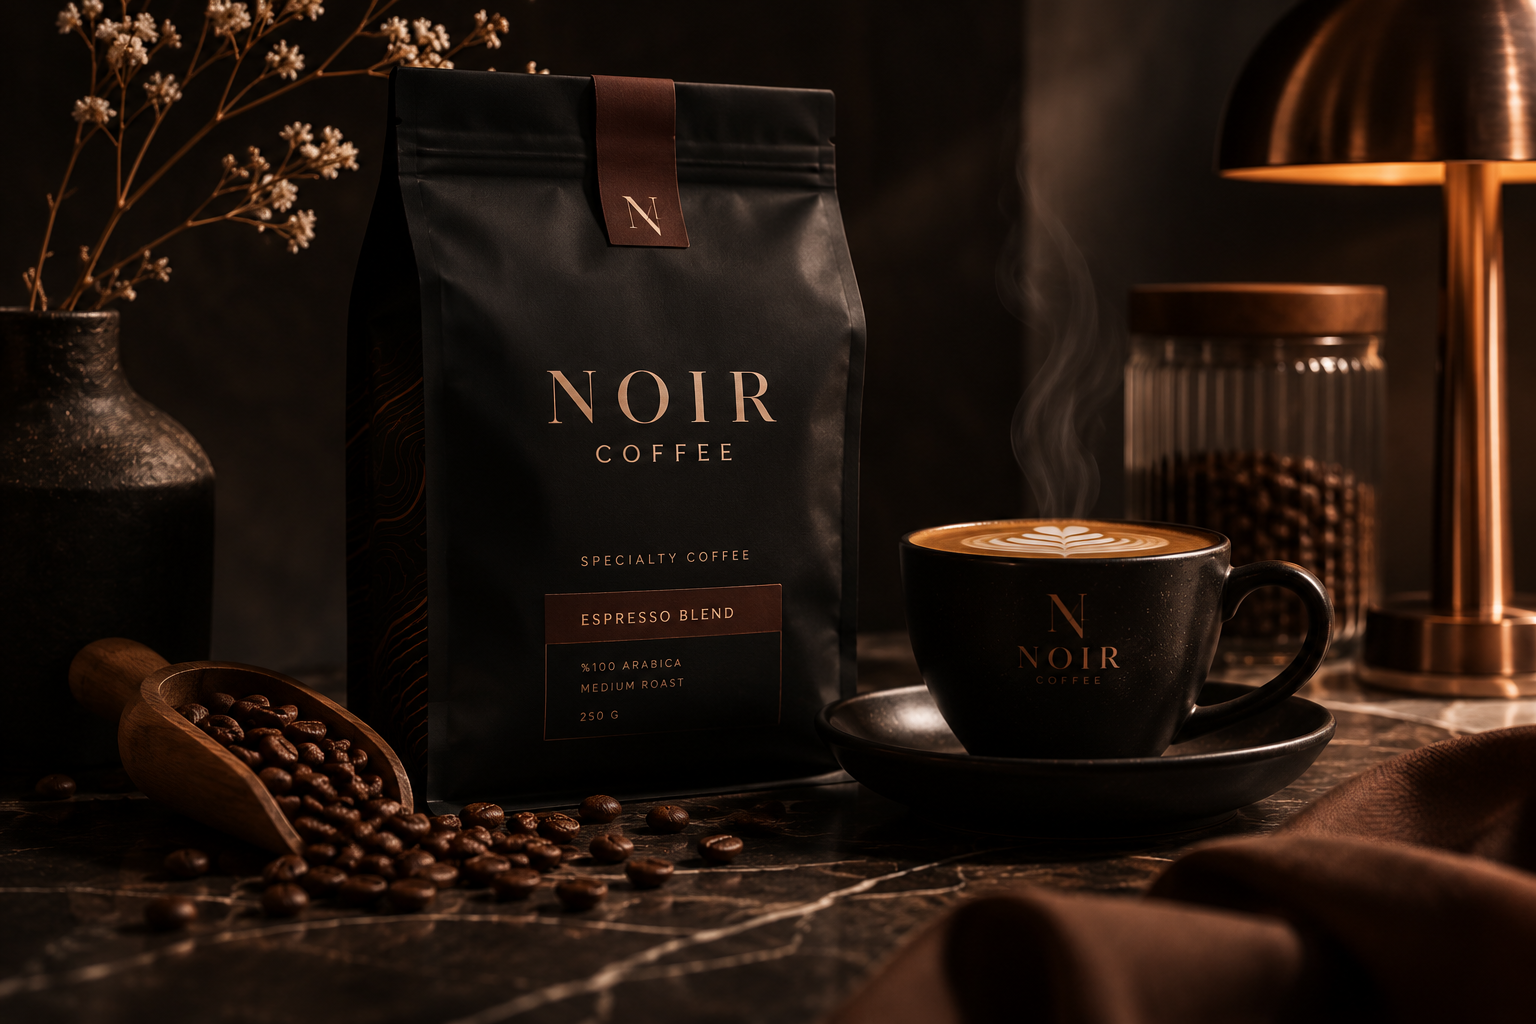 N
NOIR
COFFEE
SPECIALTY COFFEE
ESPRESSO BLEND
%100 ARABICA
MEDIUM ROAST
250 G
N
NOIR
COFFEE